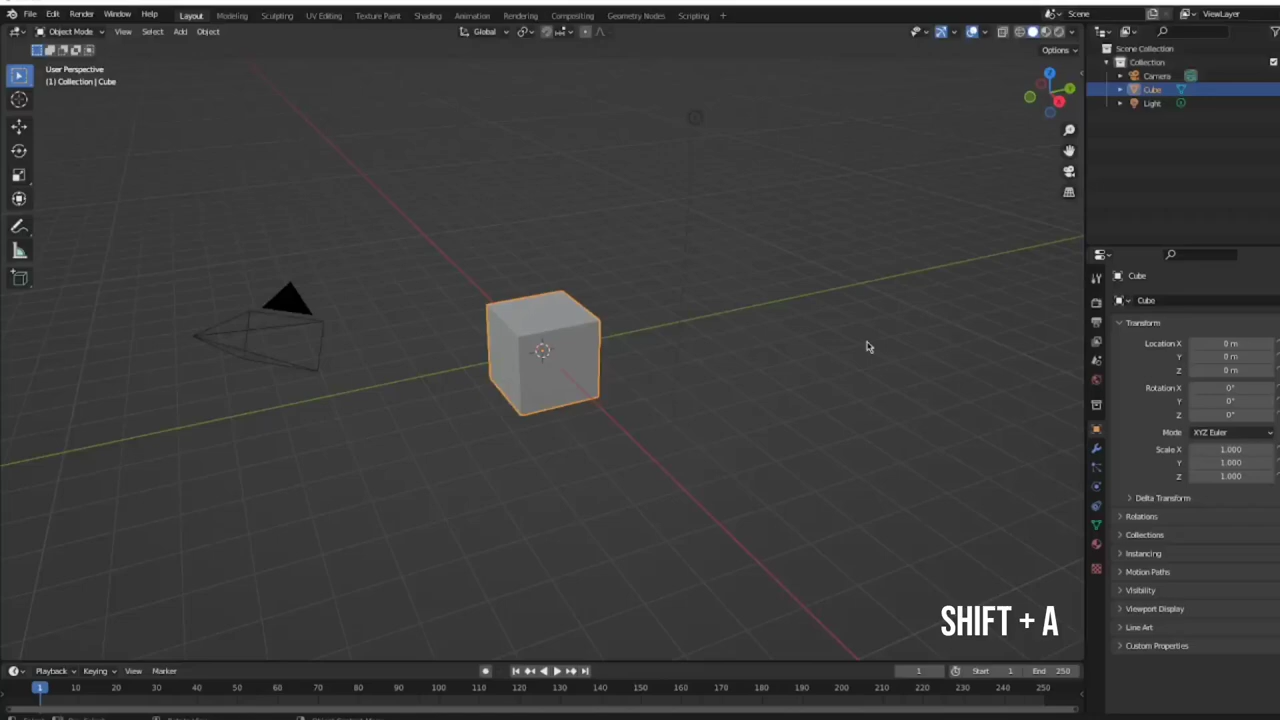 File Edit Render Window Help Layout Modeling Sculpting UV Editing Texture Paint Shading Animation Rendering Compositing Geometry Nodes Scripting + Scene ViewLayer
Object Mode View Select Add Object Global
Options
User Perspective
(1) Collection | Cube
Scene Collection
Collection
Camera
Cube
Light
Cube
Cube
Transform
Location X 0 m
Y 0 m
Z 0 m
Rotation X 0°
Y 0°
Z 0°
Mode XYZ Euler
Scale X 1.000
Y 1.000
Z 1.000
Delta Transform
Relations
Collections
Instancing
Motion Paths
Visibility
Viewport Display
Line Art
Custom Properties
SHIFT + A
Playback Keying View Marker 1 Start 1 End 250
1 10 20 30 40 50 60 70 80 90 100 110 120 130 140 150 160 170 180 190 200 210 220 230 240 250